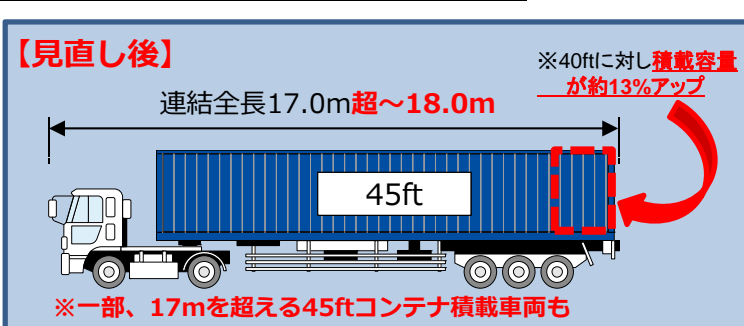 【見直し後】
※40ftに対し積載容量
が約13%アップ
連結全長17.0m超～18.0m
45ft
※一部、17mを超える45ftコンテナ積載車両も